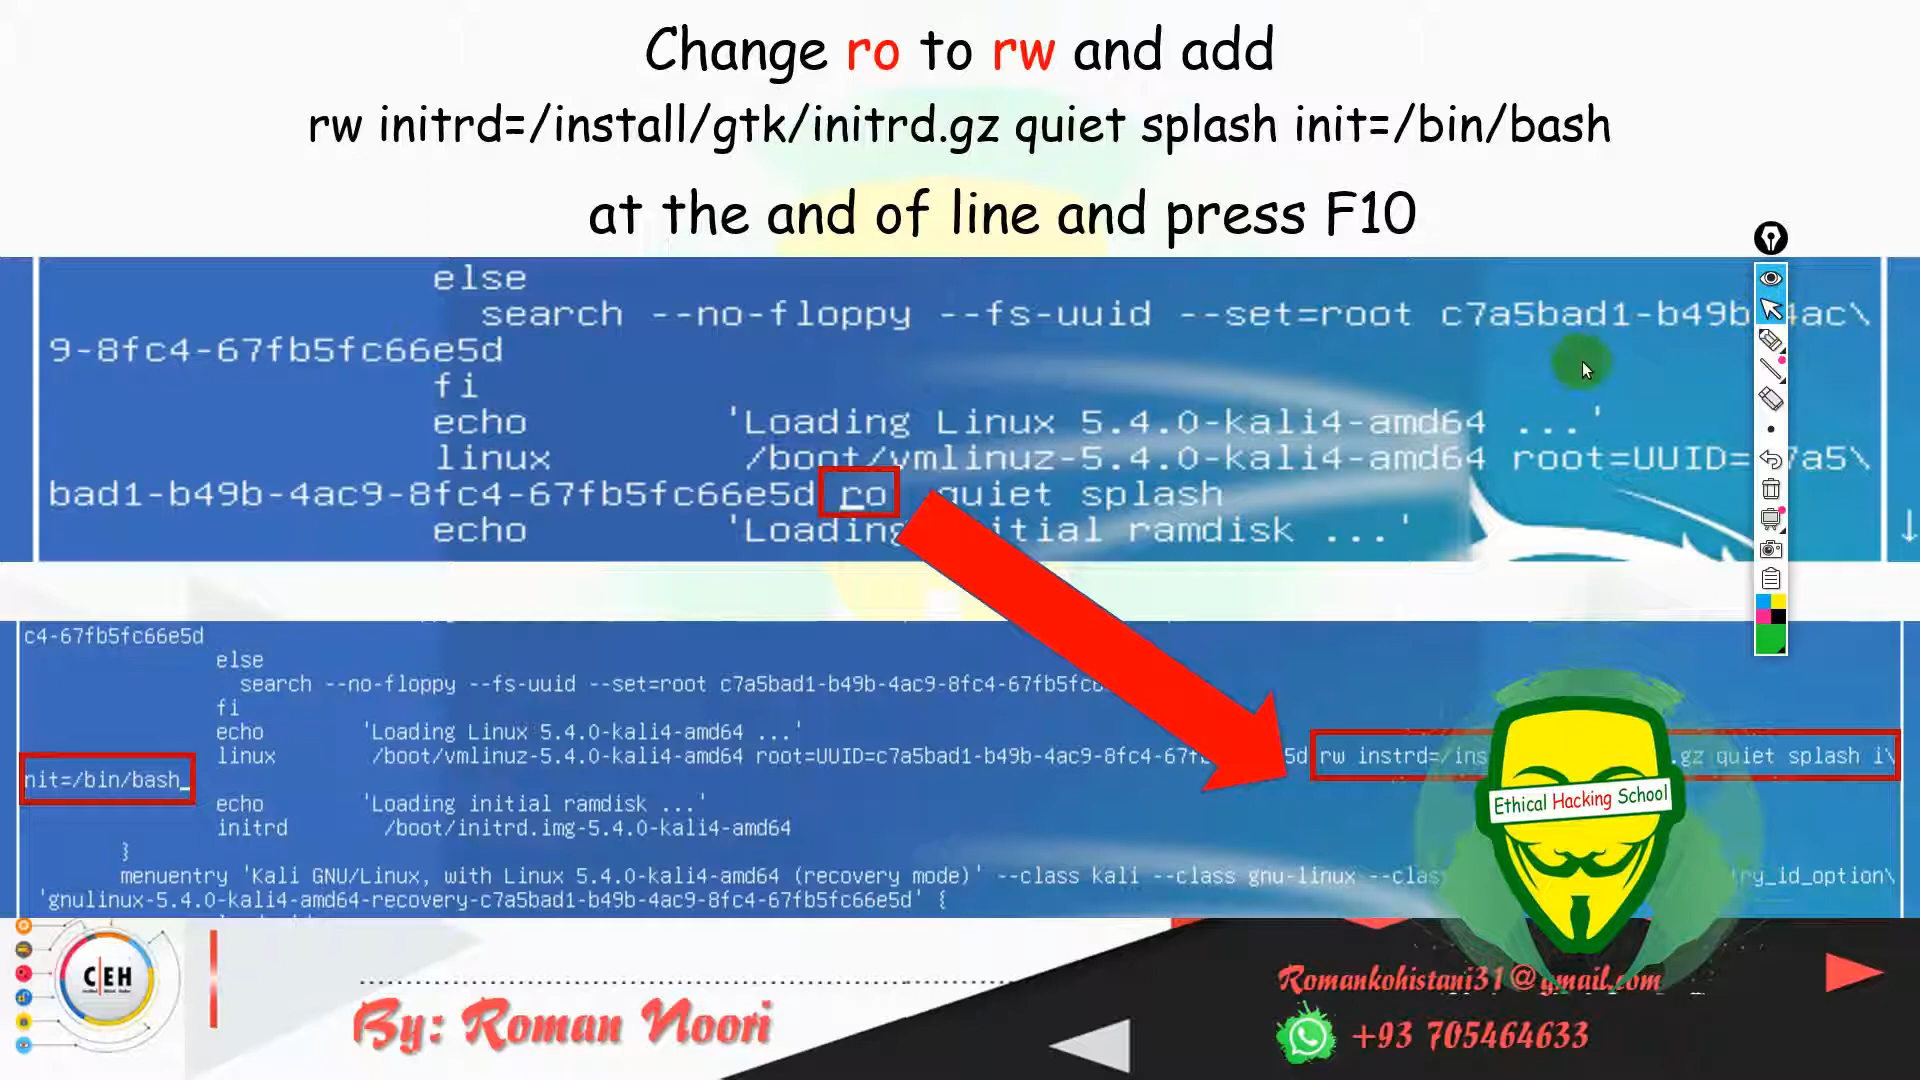 Change ro to rw and add
rw initrd=/install/gtk/initrd.gz quiet splash init=/bin/bash
at the and of line and press F10
else
search --no-floppy --fs-uuid --set=root c7a5bad1-b49b 4ac\
9-8fc4-67fb5fc66e5d
fi
echo 'Loading Linux 5.4.0-kali4-amd64 ...'
linux /boot/vmlinuz-5.4.0-kali4-amd64 root=UUID= 7a5\
bad1-b49b-4ac9-8fc4-67fb5fc66e5d ro quiet splash
echo 'Loading initial ramdisk ...'
c4-67fb5fc66e5d
else
search --no-floppy --fs-uuid --set=root c7a5bad1-b49b-4ac9-8fc4-67fb5fc6
fi
echo 'Loading Linux 5.4.0-kali4-amd64 ...'
linux /boot/vmlinuz-5.4.0-kali4-amd64 root=UUID=c7a5bad1-b49b-4ac9-8fc4-67f 5d rw instrd=/ins .gz quiet splash i\
nit=/bin/bash_
echo 'Loading initial ramdisk ...'
initrd /boot/initrd.img-5.4.0-kali4-amd64
}
menuentry 'Kali GNU/Linux, with Linux 5.4.0-kali4-amd64 (recovery mode)' --class kali --class gnu-linux --clas ry_id_option\
'gnulinux-5.4.0-kali4-amd64-recovery-c7a5bad1-b49b-4ac9-8fc4-67fb5fc66e5d' {
Ethical Hacking School
C|EH
By: Roman Noori
Romankohistani31@gmail.com
+93 705464633